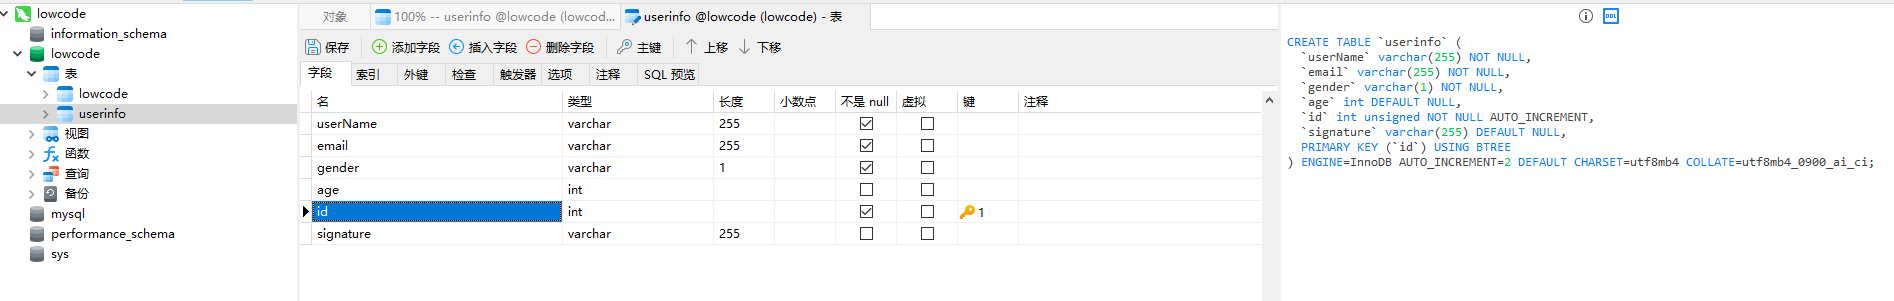 lowcode
information_schema
lowcode
表
lowcode
userinfo
视图
函数
查询
备份
mysql
performance_schema
sys
对象 100% -- userinfo @lowcode (lowcod... userinfo @lowcode (lowcode) - 表
保存 添加字段 插入字段 删除字段 主键 上移 下移
字段 索引 外键 检查 触发器 选项 注释 SQL 预览
名 类型 长度 小数点 不是 null 虚拟 键 注释
userName varchar 255
email varchar 255
gender varchar 1
age int
id int 1
signature varchar 255
DDL
CREATE TABLE `userinfo` (
`userName` varchar(255) NOT NULL,
`email` varchar(255) NOT NULL,
`gender` varchar(1) NOT NULL,
`age` int DEFAULT NULL,
`id` int unsigned NOT NULL AUTO_INCREMENT,
`signature` varchar(255) DEFAULT NULL,
PRIMARY KEY (`id`) USING BTREE
) ENGINE=InnoDB AUTO_INCREMENT=2 DEFAULT CHARSET=utf8mb4 COLLATE=utf8mb4_0900_ai_ci;